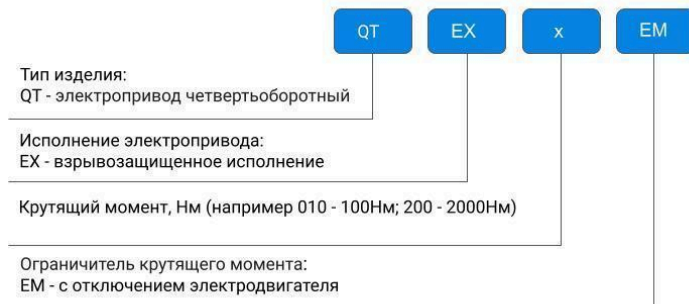 QT EX x EM
Тип изделия:
QT - электропривод четвертьоборотный
Исполнение электропривода:
EX - взрывозащищенное исполнение
Крутящий момент, Нм (например 010 - 100Нм; 200 - 2000Нм)
Ограничитель крутящего момента:
EM - с отключением электродвигателя